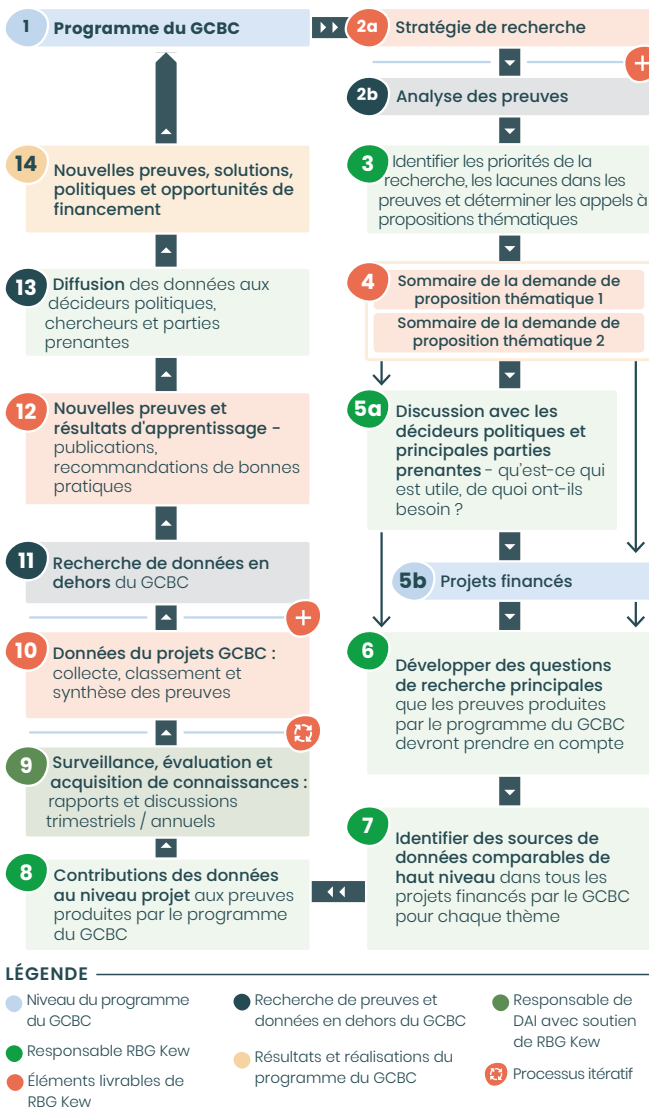 1 Programme du GCBC
2a Stratégie de recherche
+
2b Analyse des preuves
3 Identifier les priorités de la
recherche, les lacunes dans les
preuves et déterminer les appels à
propositions thématiques
4 Sommaire de la demande de
proposition thématique 1
Sommaire de la demande de
proposition thématique 2
5a Discussion avec les
décideurs politiques et
principales parties
prenantes - qu'est-ce qui
est utile, de quoi ont-ils
besoin ?
5b Projets financés
6 Développer des questions
de recherche principales
que les preuves produites
par le programme du GCBC
devront prendre en compte
7 Identifier des sources de
données comparables de
haut niveau dans tous les
projets financés par le GCBC
pour chaque thème
8 Contributions des données
au niveau projet aux preuves
produites par le programme
du GCBC
9 Surveillance, évaluation et
acquisition de connaissances :
rapports et discussions
trimestriels / annuels
10 Données du projets GCBC :
collecte, classement et
synthèse des preuves
+
11 Recherche de données en
dehors du GCBC
12 Nouvelles preuves et
résultats d'apprentissage -
publications,
recommandations de bonnes
pratiques
13 Diffusion des données aux
décideurs politiques,
chercheurs et parties
prenantes
14 Nouvelles preuves, solutions,
politiques et opportunités de
financement
LÉGENDE
Niveau du programme
du GCBC
Responsable RBG Kew
Éléments livrables de
RBG Kew
Recherche de preuves et
données en dehors du GCBC
Résultats et réalisations du
programme du GCBC
Responsable de
DAI avec soutien
de RBG Kew
Processus itératif